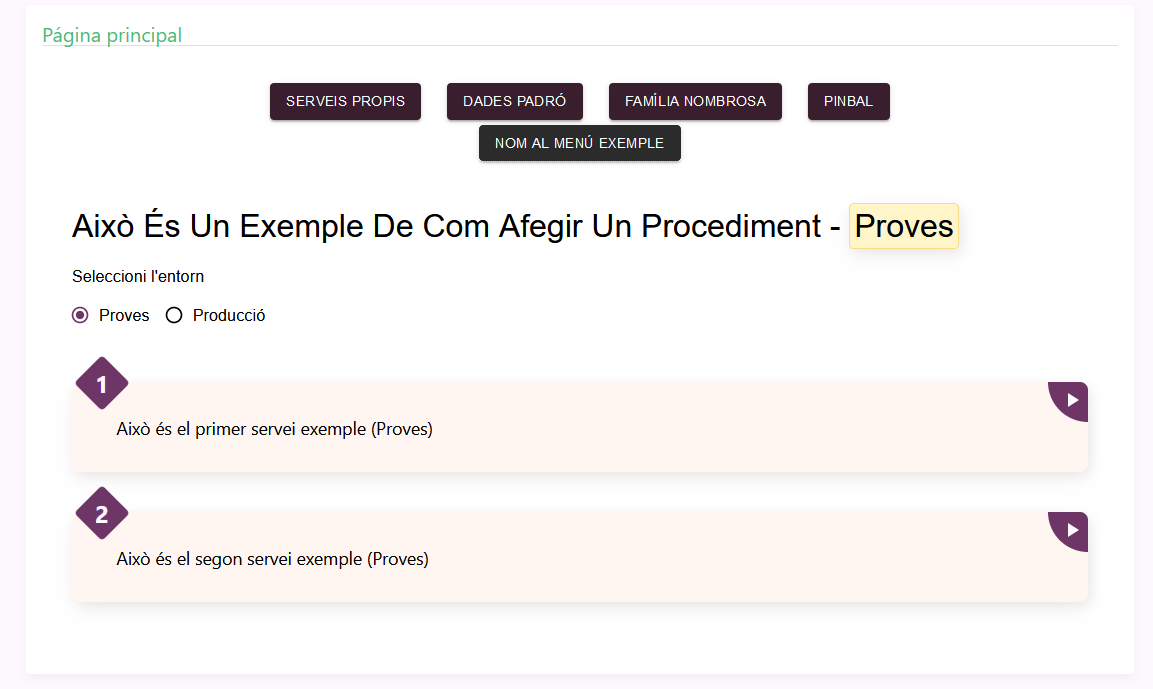 Página principal
SERVEIS PROPIS DADES PADRÓ FAMÍLIA NOMBROSA PINBAL
NOM AL MENÚ EXEMPLE
Això És Un Exemple De Com Afegir Un Procediment - Proves
Seleccioni l'entorn
Proves Producció
1
Això és el primer servei exemple (Proves)
2
Això és el segon servei exemple (Proves)